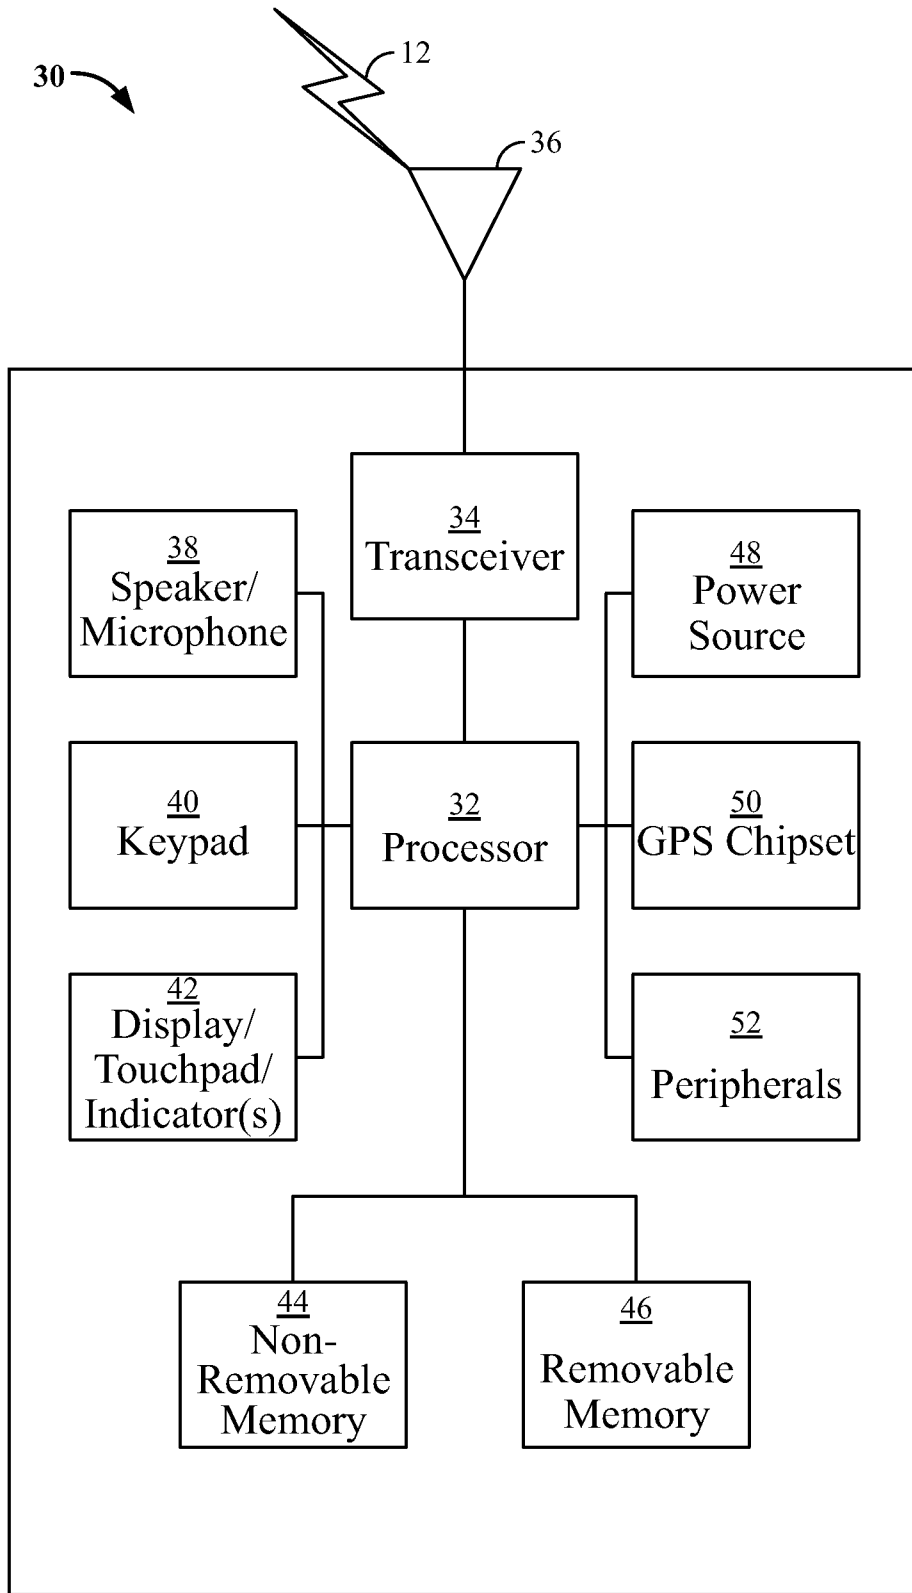 12
30
36
34
Transceiver
38
Speaker/
Microphone
48
Power
Source
40
Keypad
32
Processor
50
GPS Chipset
42
Display/
Touchpad/
Indicator(s)
52
Peripherals
44
Non-
Removable
Memory
46
Removable
Memory